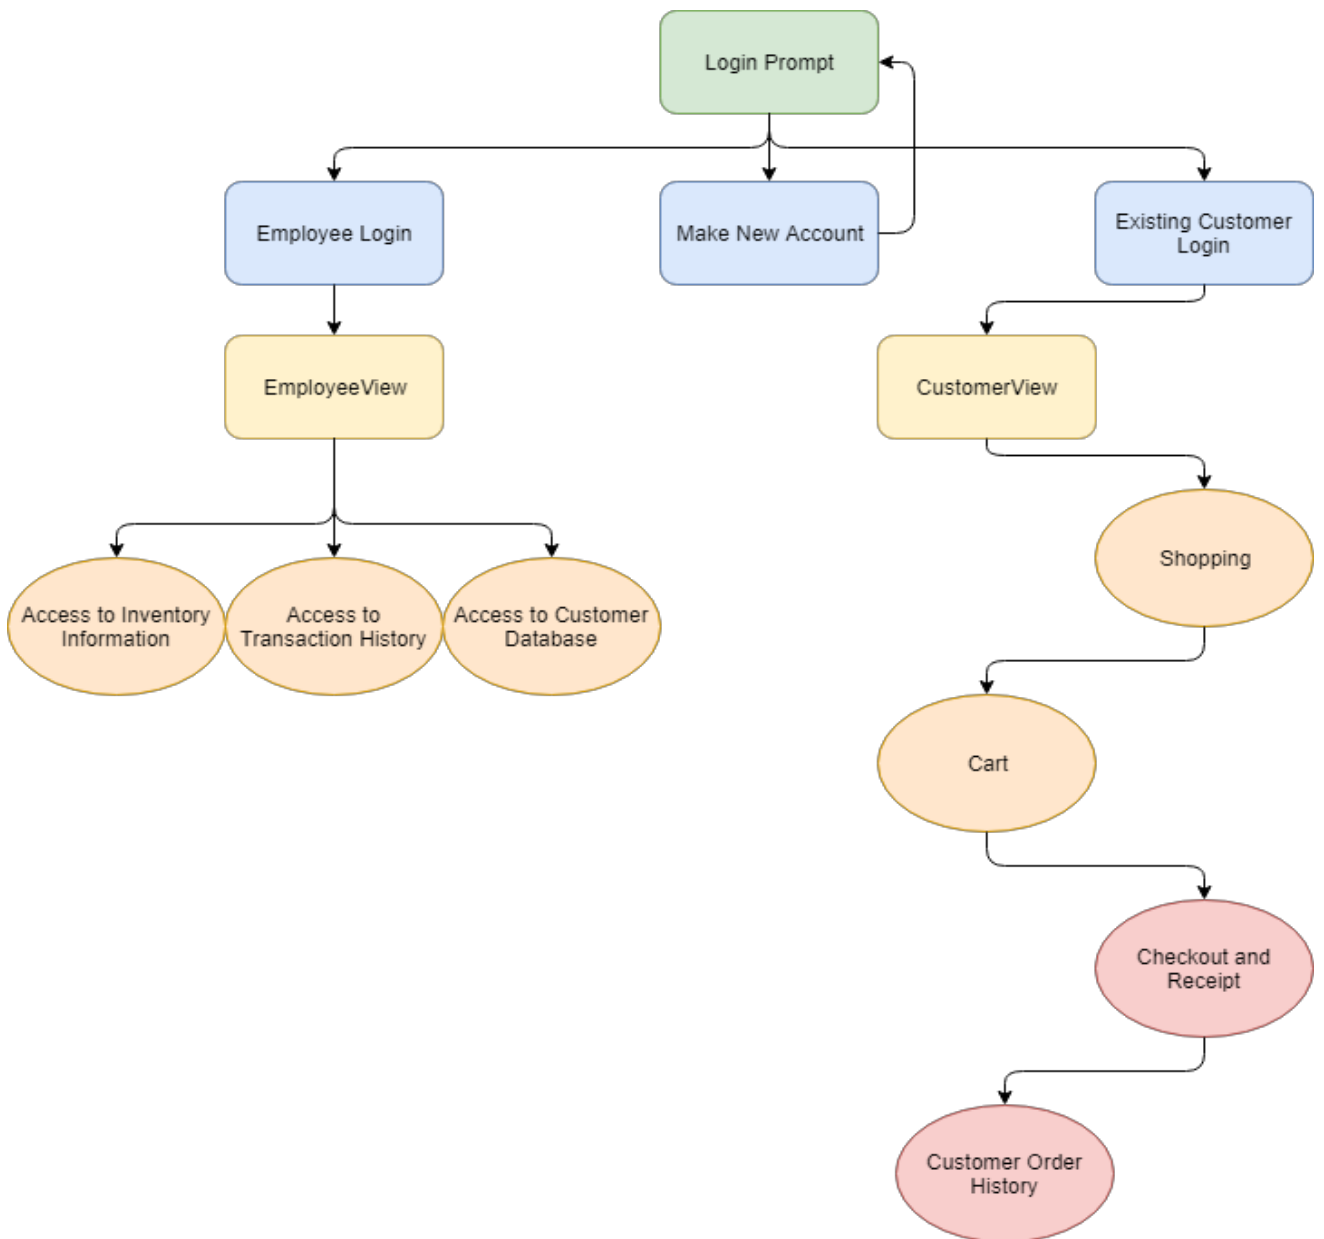 Login Prompt
Employee Login
Make New Account
Existing Customer
Login
EmployeeView
CustomerView
Shopping
Access to Inventory
Information
Access to
Transaction History
Access to Customer
Database
Cart
Checkout and
Receipt
Customer Order
History